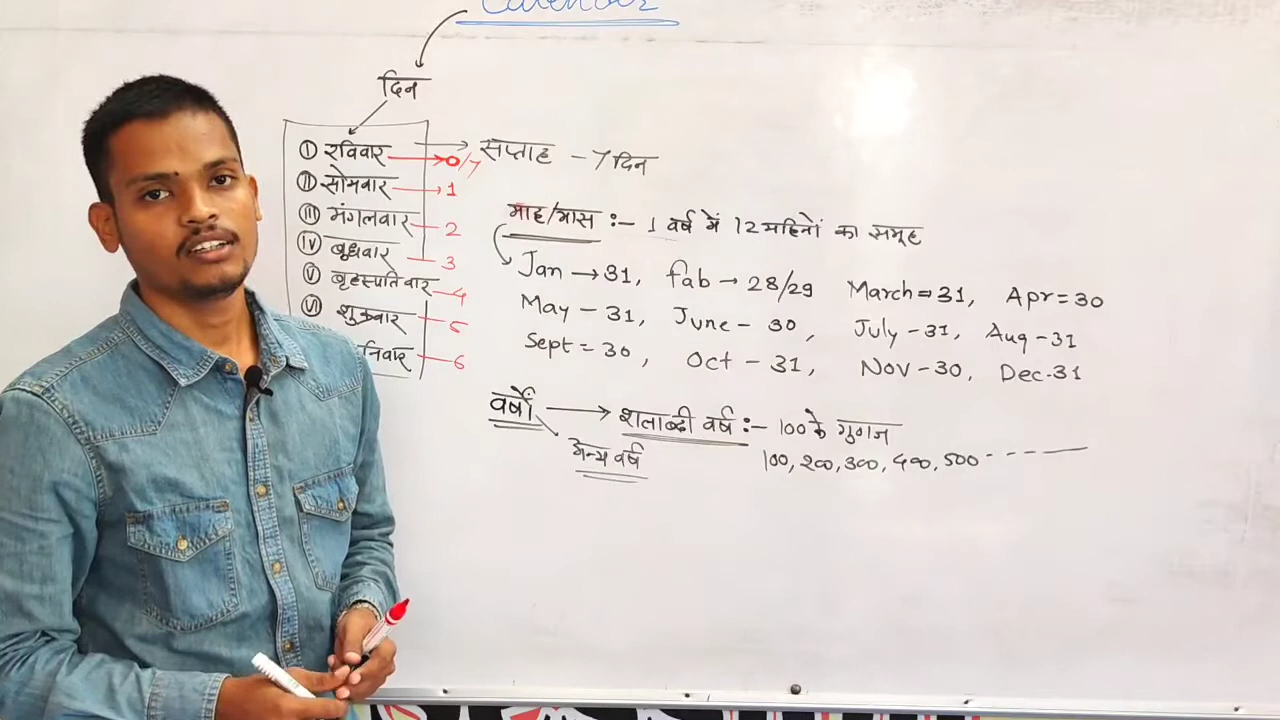 Calendar
दिन
① रविवार → 0/7 → सप्ताह - 7 दिन
Ⅱ सोमवार → 1
Ⅲ मंगलवार - 2
Ⅳ बुधवार - 3
Ⅴ बृहस्पतिवार - 4
Ⅵ शुक्रवार - 5
निवार - 6
माह/मास :- 1 वर्ष में 12 महिनों का समूह
Jan → 31, fab → 28/29 March = 31, Apr = 30
May - 31, June - 30, July - 31, Aug - 31
Sept = 30, Oct - 31, Nov - 30, Dec - 31
वर्षों → शताब्दी वर्ष :- 100 के गुणज
अन्य वर्ष 100, 200, 300, 400, 500 - - - -